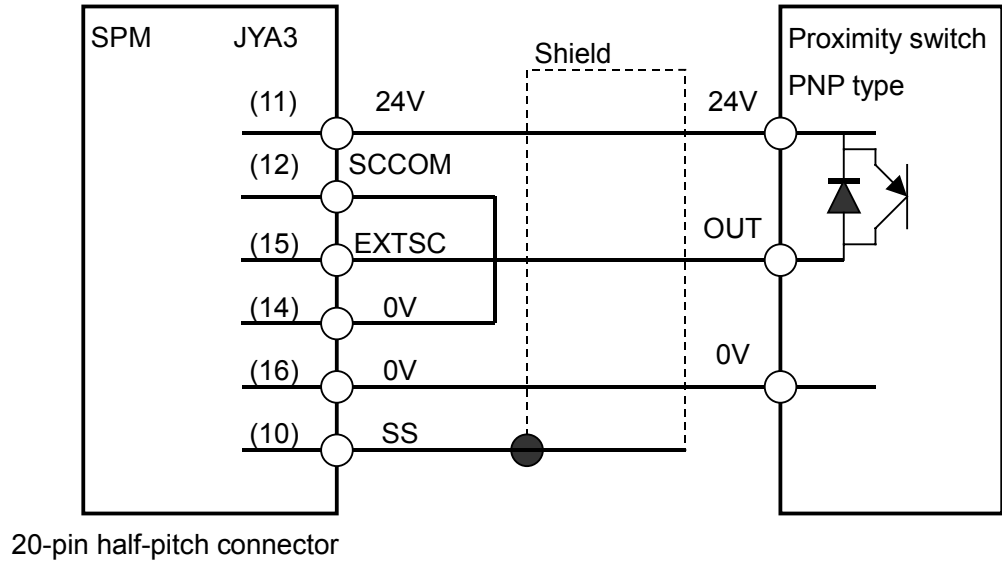 SPM JYA3
Shield
Proximity switch
PNP type
(11) 24V 24V
(12) SCCOM
(15) EXTSC OUT
(14) 0V
(16) 0V 0V
(10) SS
20-pin half-pitch connector